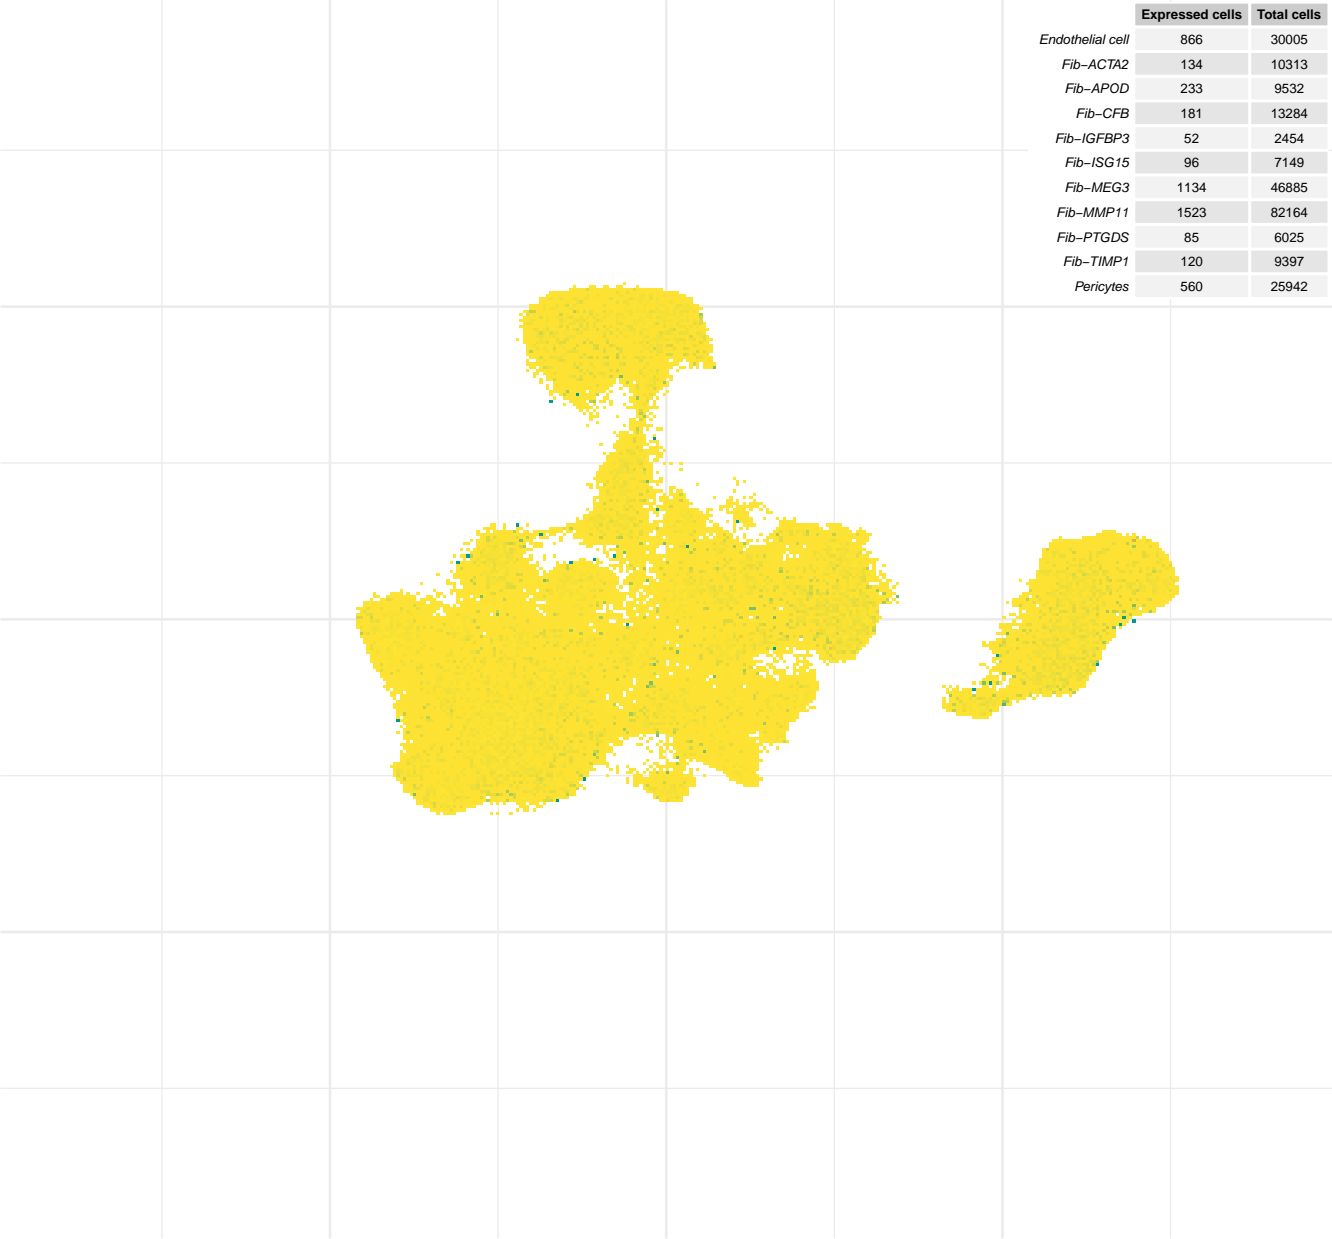 Expressed cells Total cells
Endothelial cell 866 30005
Fib−ACTA2 134 10313
Fib−APOD 233 9532
Fib−CFB 181 13284
Fib−IGFBP3 52 2454
Fib−ISG15 96 7149
Fib−MEG3 1134 46885
Fib−MMP11 1523 82164
Fib−PTGDS 85 6025
Fib−TIMP1 120 9397
Pericytes 560 25942